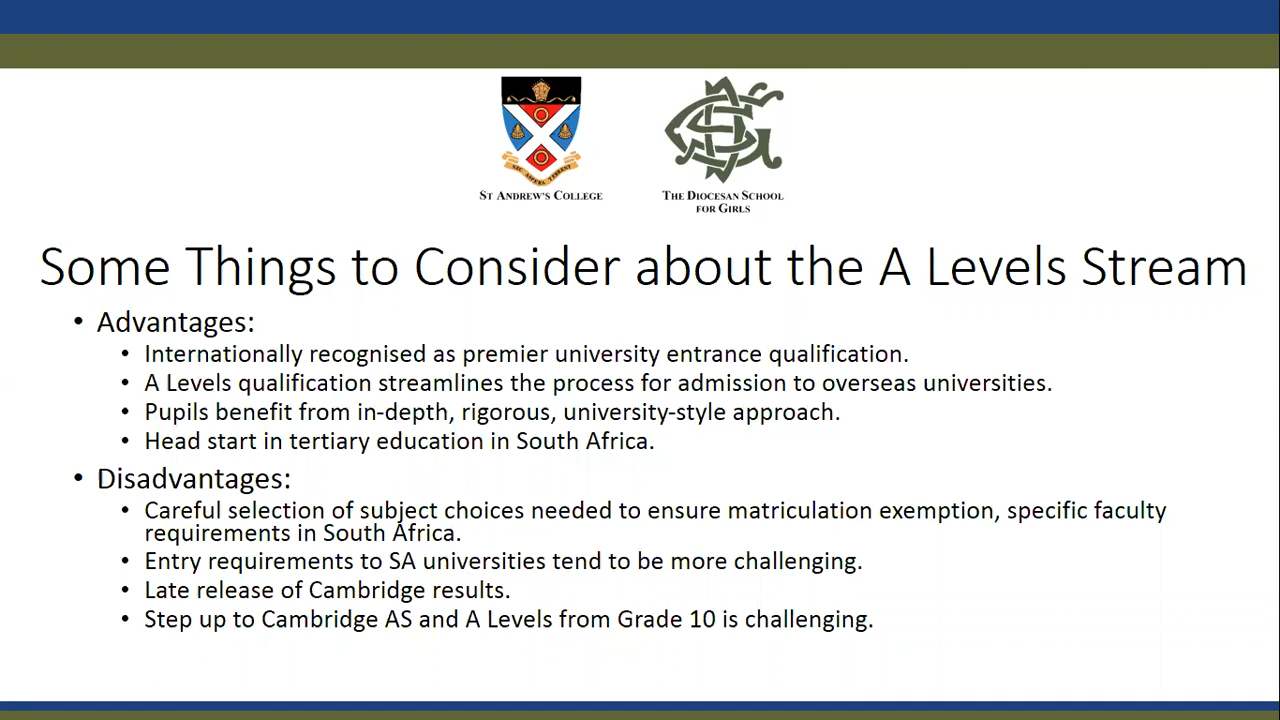 NEC ASPERA TERRENT
ST ANDREW'S COLLEGE
THE DIOCESAN SCHOOL
FOR GIRLS
Some Things to Consider about the A Levels Stream
• Advantages:
• Internationally recognised as premier university entrance qualification.
• A Levels qualification streamlines the process for admission to overseas universities.
• Pupils benefit from in-depth, rigorous, university-style approach.
• Head start in tertiary education in South Africa.
• Disadvantages:
• Careful selection of subject choices needed to ensure matriculation exemption, specific faculty
requirements in South Africa.
• Entry requirements to SA universities tend to be more challenging.
• Late release of Cambridge results.
• Step up to Cambridge AS and A Levels from Grade 10 is challenging.